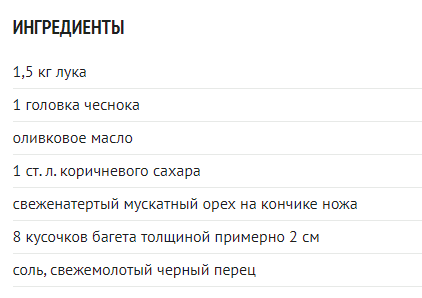 ИНГРЕДИЕНТЫ
1,5 кг лука
1 головка чеснока
оливковое масло
1 ст. л. коричневого сахара
свеженатертый мускатный орех на кончике ножа
8 кусочков багета толщиной примерно 2 см
соль, свежемолотый черный перец